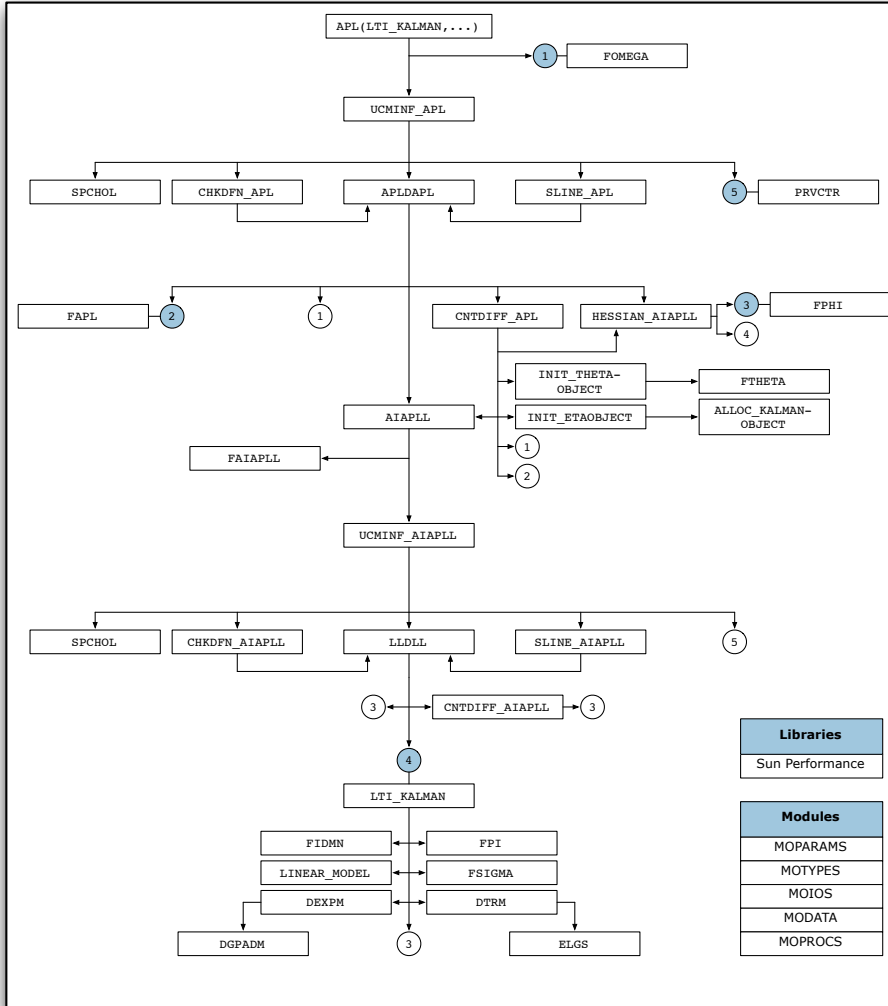 APL(LTI_KALMAN,...)
1
FOMEGA
UCMINF_APL
SPCHOL
CHKDFN_APL
APLDAPL
SLINE_APL
5
PRVCTR
FAPL
2
1
CNTDIFF_APL
HESSIAN_AIAPLL
3
FPHI
4
INIT_THETA-
OBJECT
FTHETA
AIAPLL
INIT_ETAOBJECT
ALLOC_KALMAN-
OBJECT
1
FAIAPLL
2
UCMINF_AIAPLL
SPCHOL
CHKDFN_AIAPLL
LLDLL
SLINE_AIAPLL
5
3
CNTDIFF_AIAPLL
3
4
LTI_KALMAN
FIDMN
FPI
LINEAR_MODEL
FSIGMA
DEXPM
DTRM
DGPADM
3
ELGS
Libraries
Sun Performance
Modules
MOPARAMS
MOTYPES
MOIOS
MODATA
MOPROCS